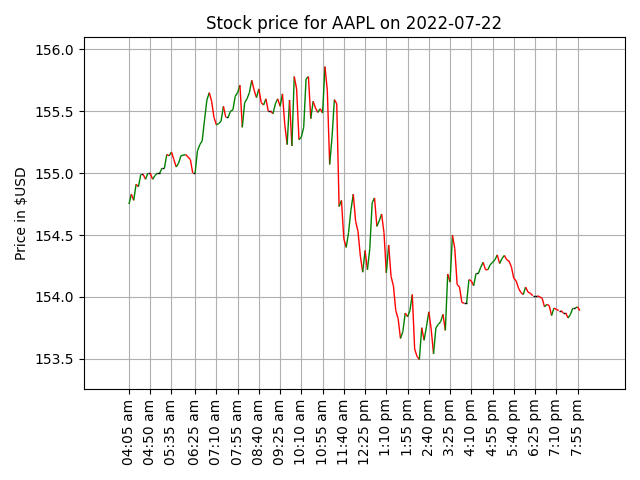 Stock price for AAPL on 2022-07-22
Price in $USD
156.0
155.5
155.0
154.5
154.0
153.5
04:05 am
04:50 am
05:35 am
06:25 am
07:10 am
07:55 am
08:40 am
09:25 am
10:10 am
10:55 am
11:40 am
12:25 pm
1:10 pm
1:55 pm
2:40 pm
3:25 pm
4:10 pm
4:55 pm
5:40 pm
6:25 pm
7:10 pm
7:55 pm